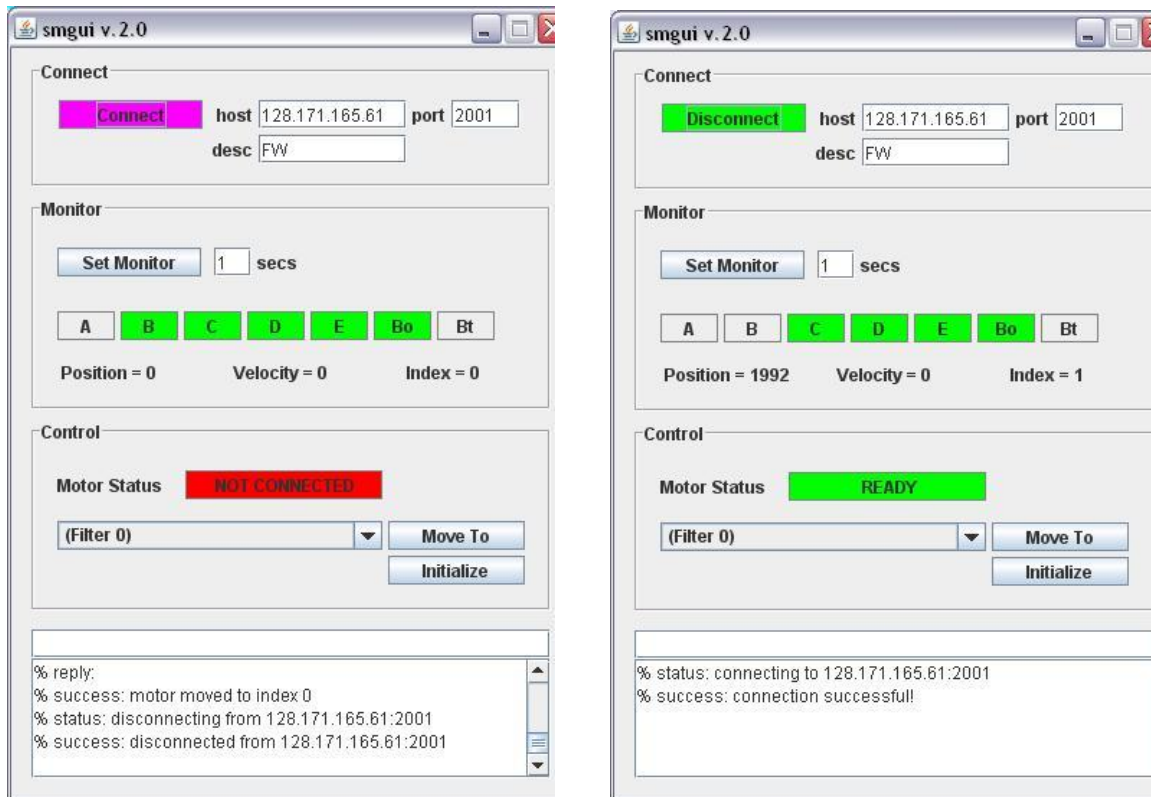 smgui v.2.0
Connect
Connect host 128.171.165.61 port 2001
desc FW
Monitor
Set Monitor 1 secs
A B C D E Bo Bt
Position = 0 Velocity = 0 Index = 0
Control
Motor Status NOT CONNECTED
(Filter 0) Move To
Initialize
% reply:
% success: motor moved to index 0
% status: disconnecting from 128.171.165.61:2001
% success: disconnected from 128.171.165.61:2001
smgui v.2.0
Connect
Disconnect host 128.171.165.61 port 2001
desc FW
Monitor
Set Monitor 1 secs
A B C D E Bo Bt
Position = 1992 Velocity = 0 Index = 1
Control
Motor Status READY
(Filter 0) Move To
Initialize
% status: connecting to 128.171.165.61:2001
% success: connection successful!